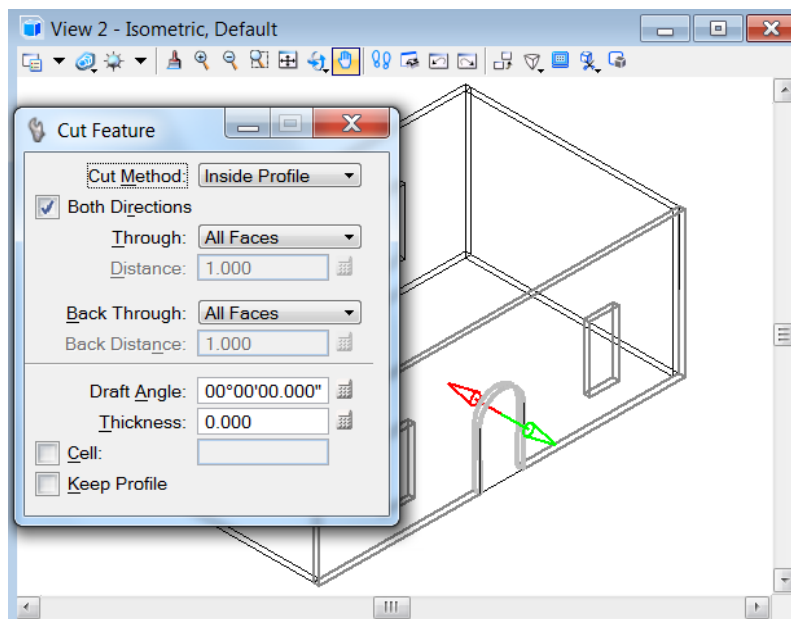 View 2 - Isometric, Default
Cut Feature
Cut Method: Inside Profile
Both Directions
Through: All Faces
Distance: 1.000
Back Through: All Faces
Back Distance: 1.000
Draft Angle: 00°00'00.000"
Thickness: 0.000
Cell:
Keep Profile